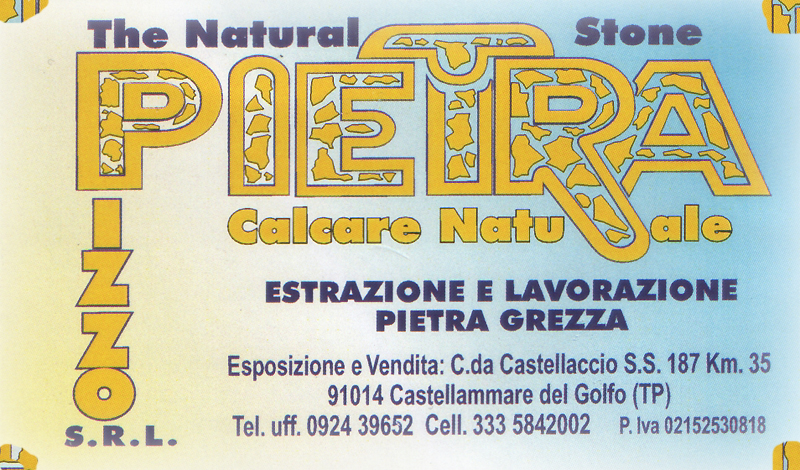 The Natural Stone
PIETRA
Calcare NatuRale
PIZZO
S.R.L.
ESTRAZIONE E LAVORAZIONE
PIETRA GREZZA
Esposizione e Vendita: C.da Castellaccio S.S. 187 Km. 35
91014 Castellammare del Golfo (TP)
Tel. uff. 0924 39652 Cell. 333 5842002 P. Iva 02152530818